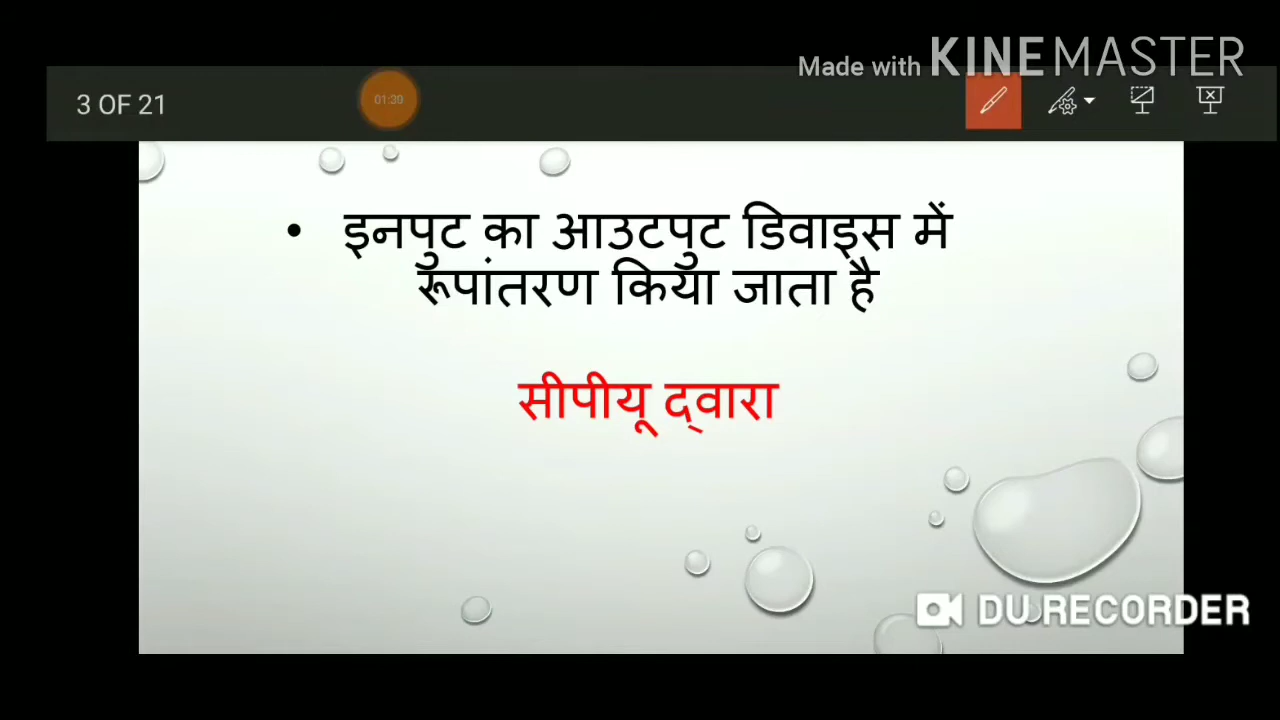 Made with KINEMASTER
3 OF 21
01:30
• इनपुट का आउटपुट डिवाइस में
रूपांतरण किया जाता है
सीपीयू द्वारा
DU RECORDER